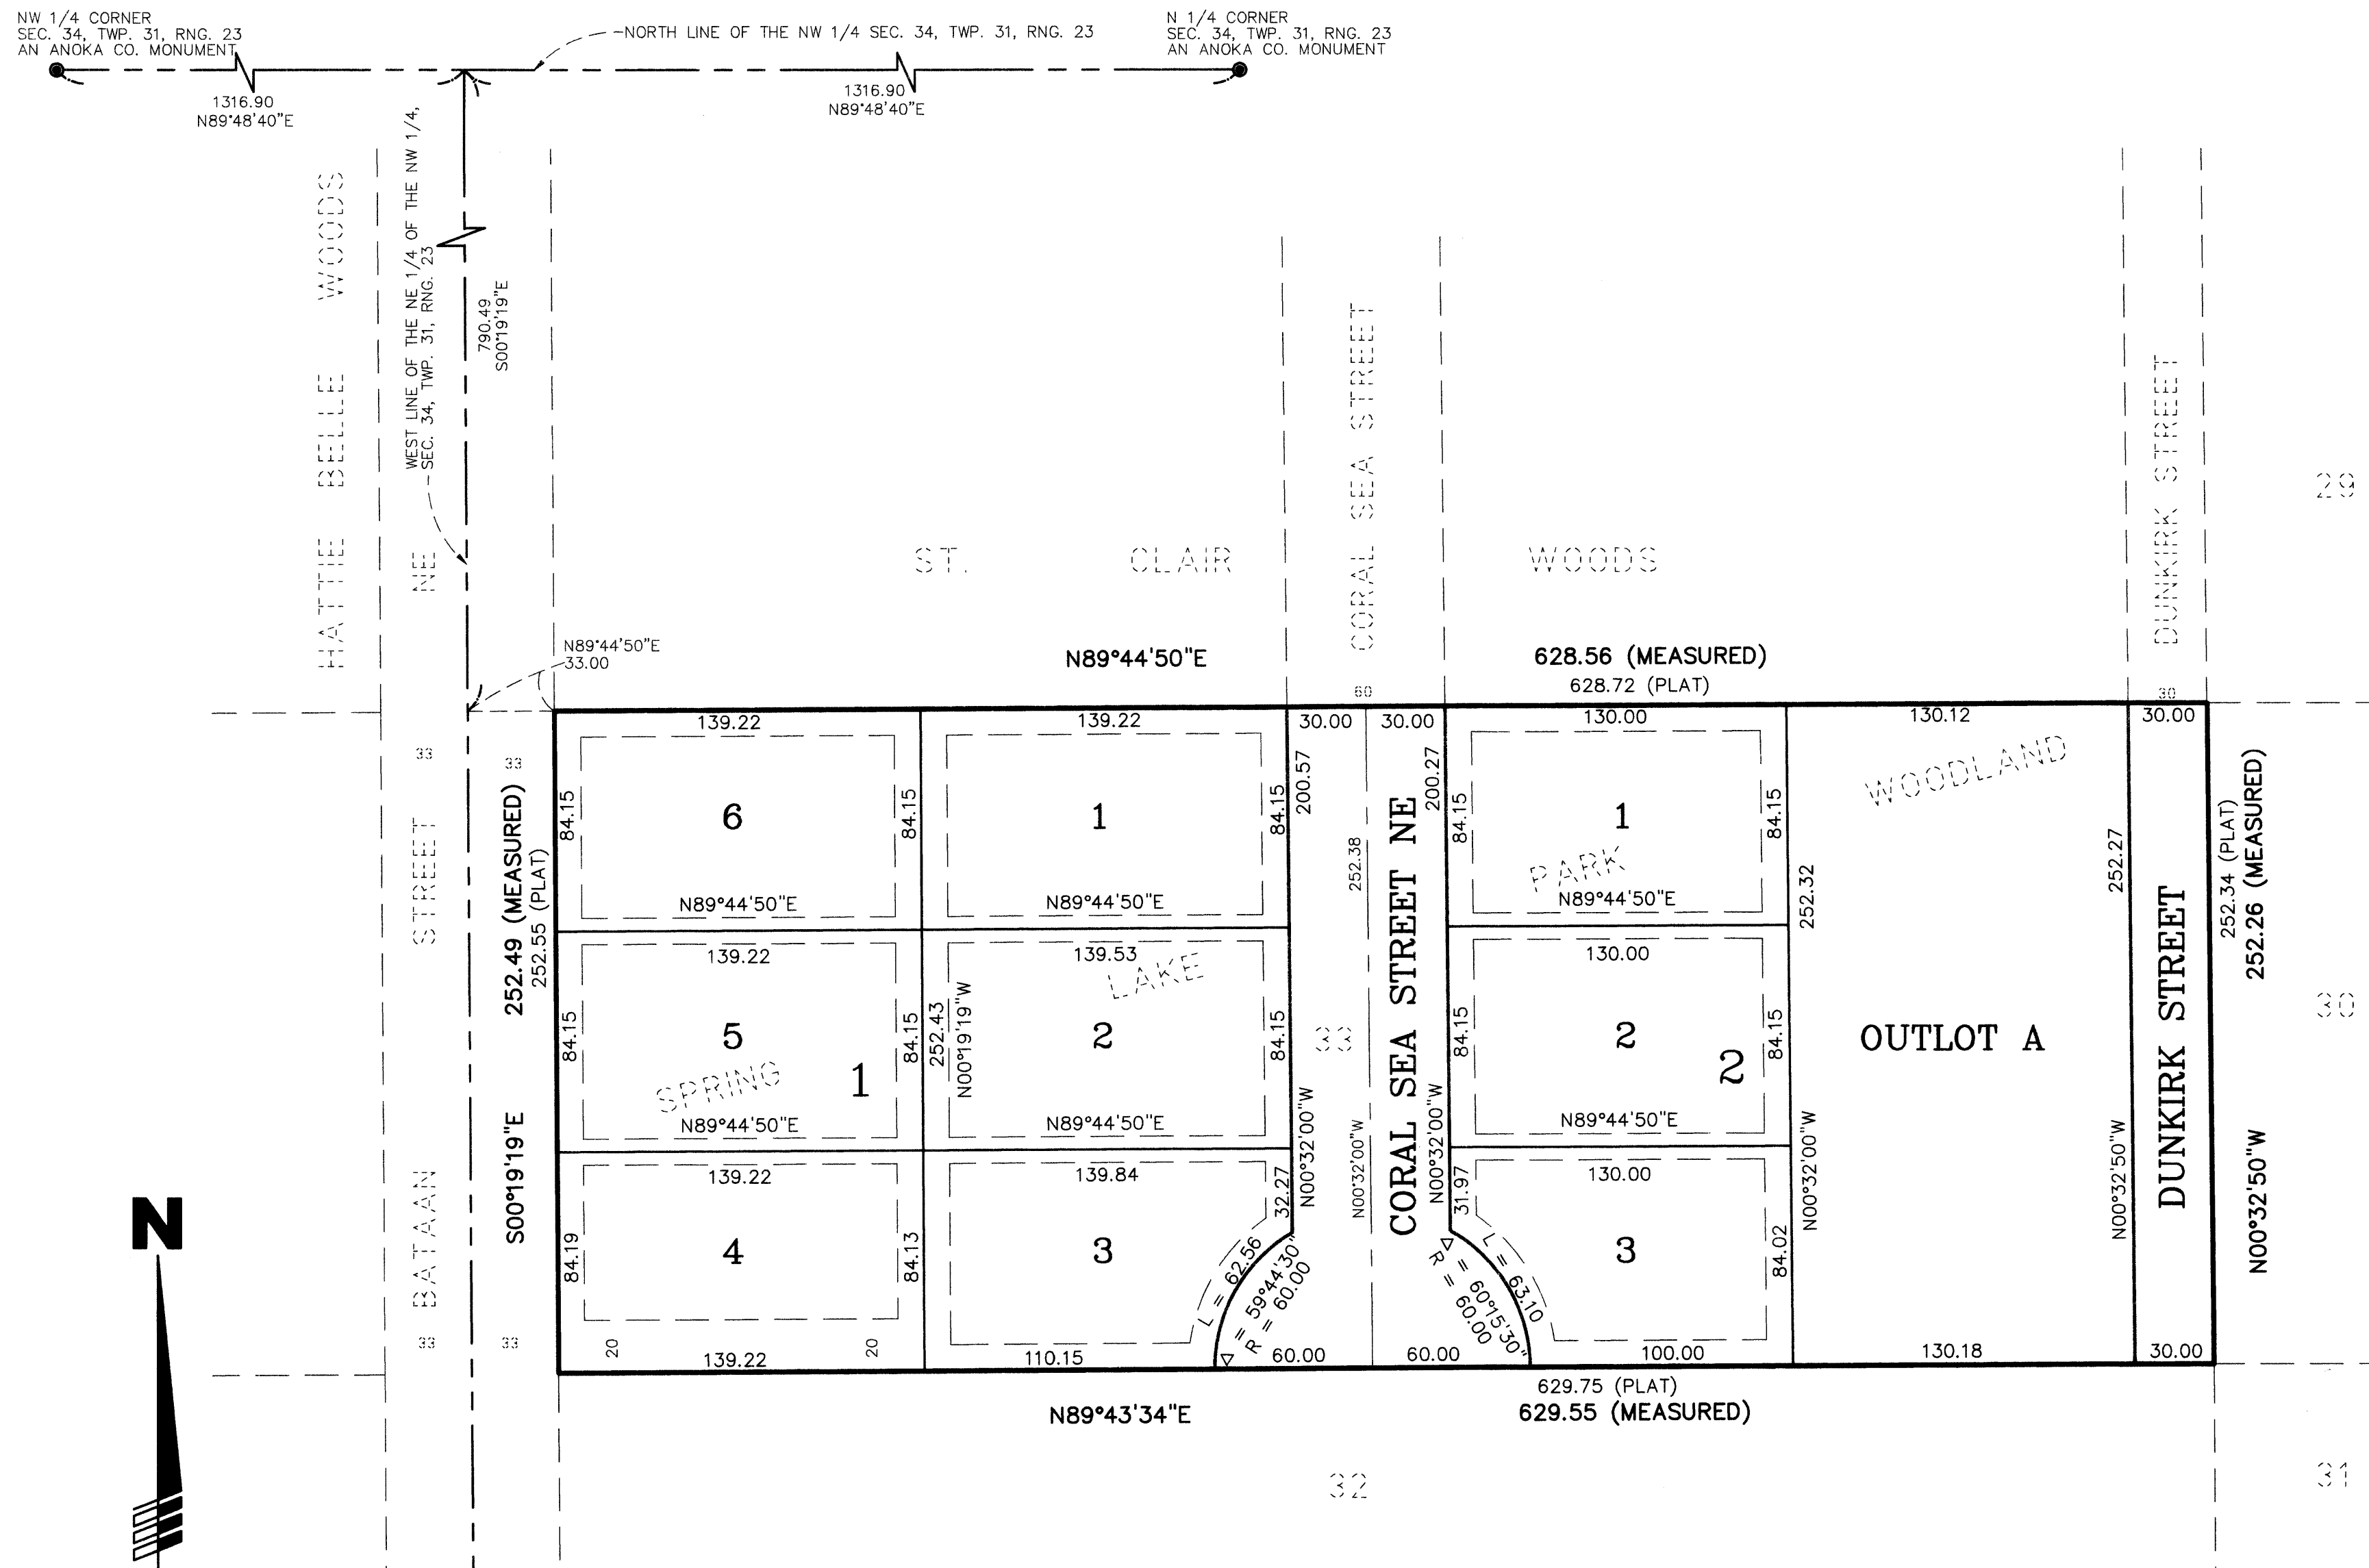 NW 1/4 CORNER
SEC. 34, TWP. 31, RNG. 23
AN ANOKA CO. MONUMENT
NORTH LINE OF THE NW 1/4 SEC. 34, TWP. 31, RNG. 23
N 1/4 CORNER
SEC. 34, TWP. 31, RNG. 23
AN ANOKA CO. MONUMENT
1316.90
N89°48'40"E
1316.90
N89°48'40"E
WEST LINE OF THE NE 1/4 OF THE NW 1/4,
SEC. 34, TWP. 31, RNG. 23
790.49
S00°19'19"E
HATTIE BELLE WOODS
BATAAN STREET NE
ST. CLAIR WOODS
CORAL SEA STREET
DUNKIRK STREET
29
N89°44'50"E
33.00
N89°44'50"E
628.56 (MEASURED)
628.72 (PLAT)
60
30
139.22
139.22
30.00
30.00
130.00
130.12
30.00
33
33
252.49 (MEASURED)
252.55 (PLAT)
S00°19'19"E
84.15
6
84.15
N89°44'50"E
1
84.15
N89°44'50"E
200.57
252.38
200.27
CORAL SEA STREET NE
84.15
1
84.15
PARK
N89°44'50"E
WOODLAND
252.32
252.27
252.34 (PLAT)
252.26 (MEASURED)
139.22
84.15
5
84.15
SPRING
1
N89°44'50"E
252.43
N00°19'19"W
139.53
LAKE
2
84.15
N89°44'50"E
33
N00°32'00"W
N00°32'00"W
N00°32'00"W
130.00
84.15
2
84.15
2
N89°44'50"E
OUTLOT A
N00°32'00"W
N00°32'50"W
DUNKIRK STREET
N00°32'50"W
30
N
139.22
84.19
4
84.13
20
20
139.22
139.84
3
32.27
L = 62.56
Δ = 59°44'30"
R = 60.00
110.15
60.00
60.00
31.97
L = 63.10
Δ = 60°15'30"
R = 60.00
130.00
3
84.02
100.00
130.18
30.00
33
33
N89°43'34"E
629.75 (PLAT)
629.55 (MEASURED)
32
31